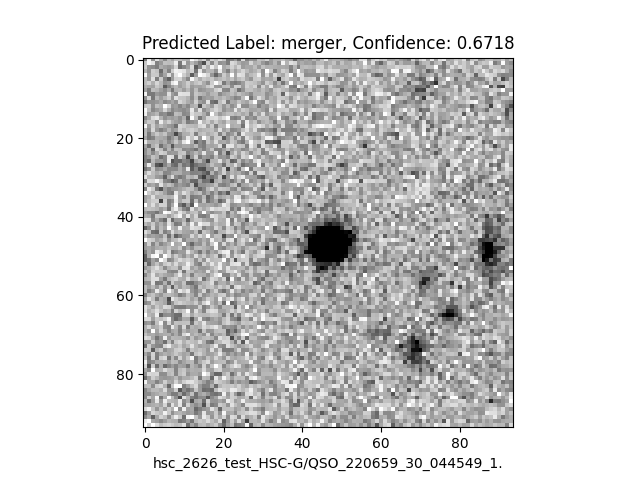 Predicted Label: merger, Confidence: 0.6718
0
20
40
60
80
0 20 40 60 80
hsc_2626_test_HSC-G/QSO_220659_30_044549_1.